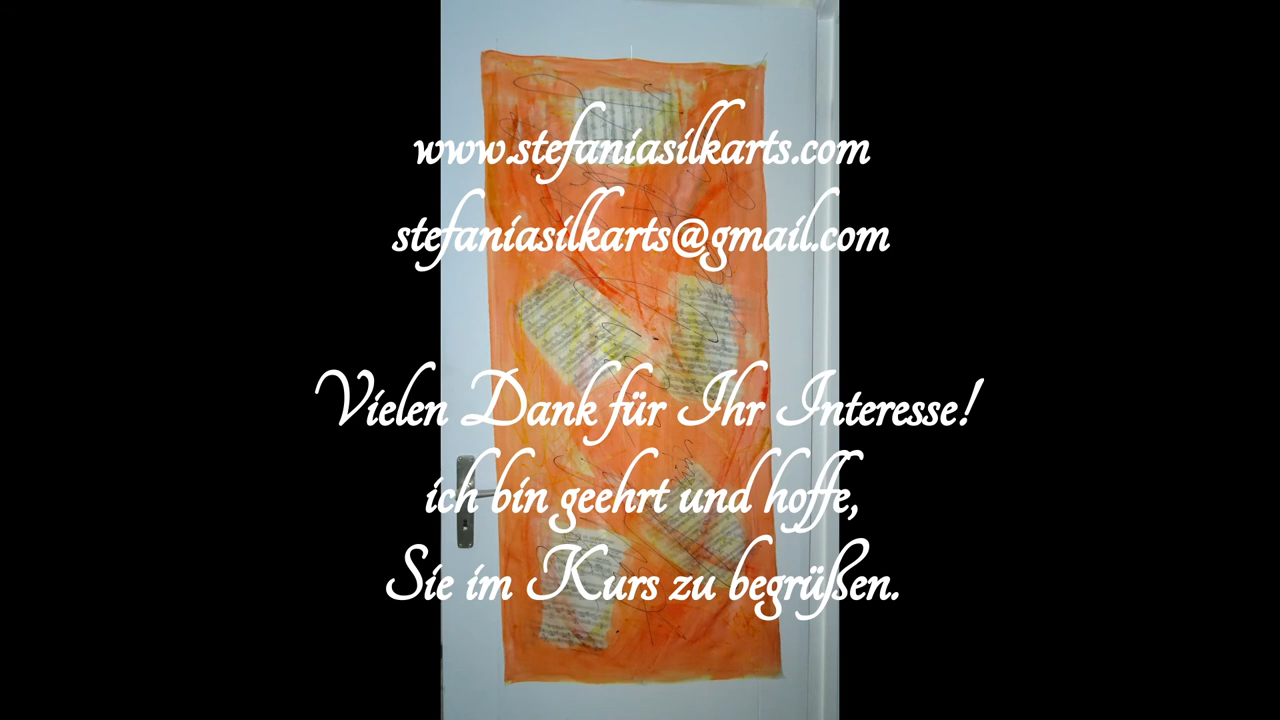 www.stefaniasilkarts.com
stefaniasilkarts@gmail.com
Vielen Dank für Ihr Interesse!
ich bin geehrt und hoffe,
Sie im Kurs zu begrüßen.